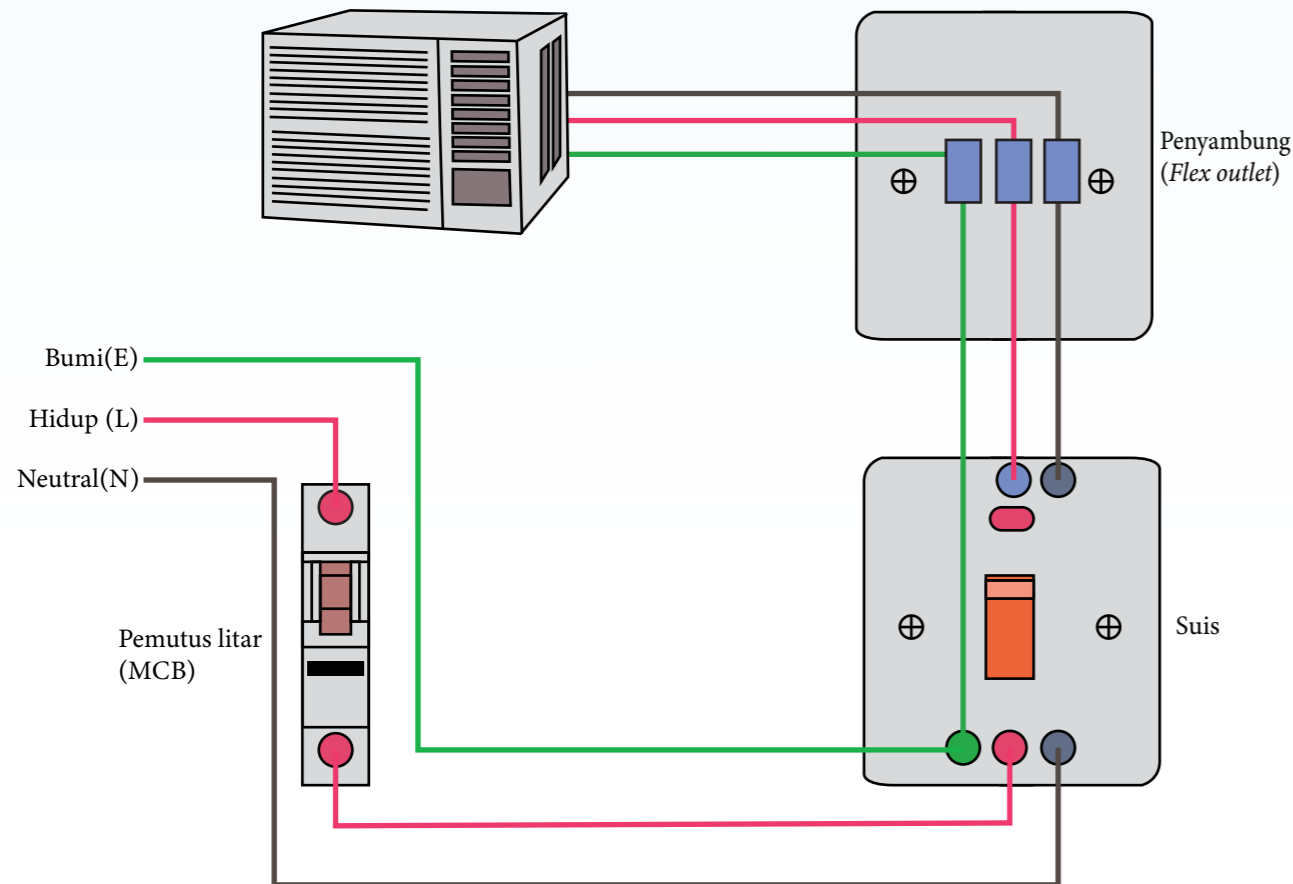 Penyambung
(Flex outlet)
Bumi(E)
Hidup (L)
Neutral(N)
Pemutus litar
(MCB)
Suis